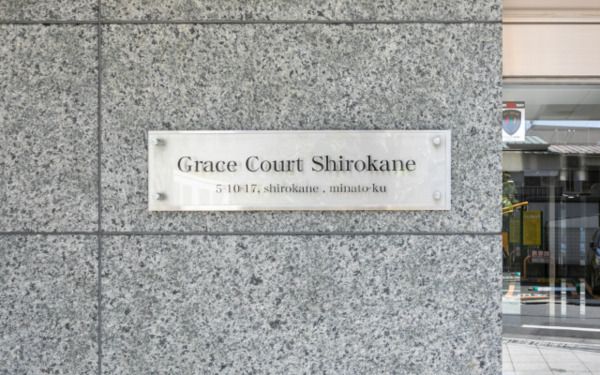 Grace Court Shirokane
5-10-17, shirokane , minato-ku